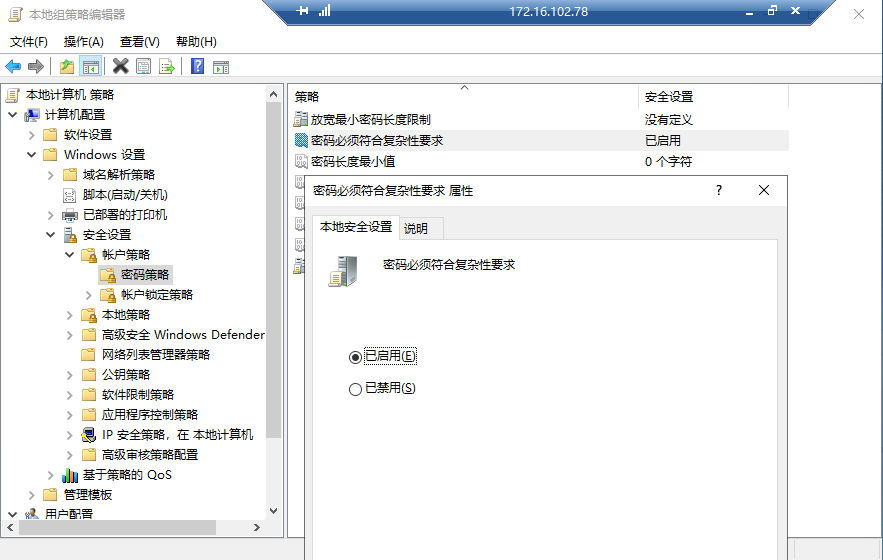 本地组策略编辑器
172.16.102.78
文件(F) 操作(A) 查看(V) 帮助(H)
本地计算机 策略
计算机配置
软件设置
Windows 设置
域名解析策略
脚本(启动/关机)
已部署的打印机
安全设置
帐户策略
密码策略
帐户锁定策略
本地策略
高级安全 Windows Defender
网络列表管理器策略
公钥策略
软件限制策略
应用程序控制策略
IP 安全策略，在 本地计算机
高级审核策略配置
基于策略的 QoS
管理模板
用户配置
策略 安全设置
放宽最小密码长度限制 没有定义
密码必须符合复杂性要求 已启用
密码长度最小值 0 个字符
密码必须符合复杂性要求 属性
?
本地安全设置 说明
密码必须符合复杂性要求
已启用(E)
已禁用(S)